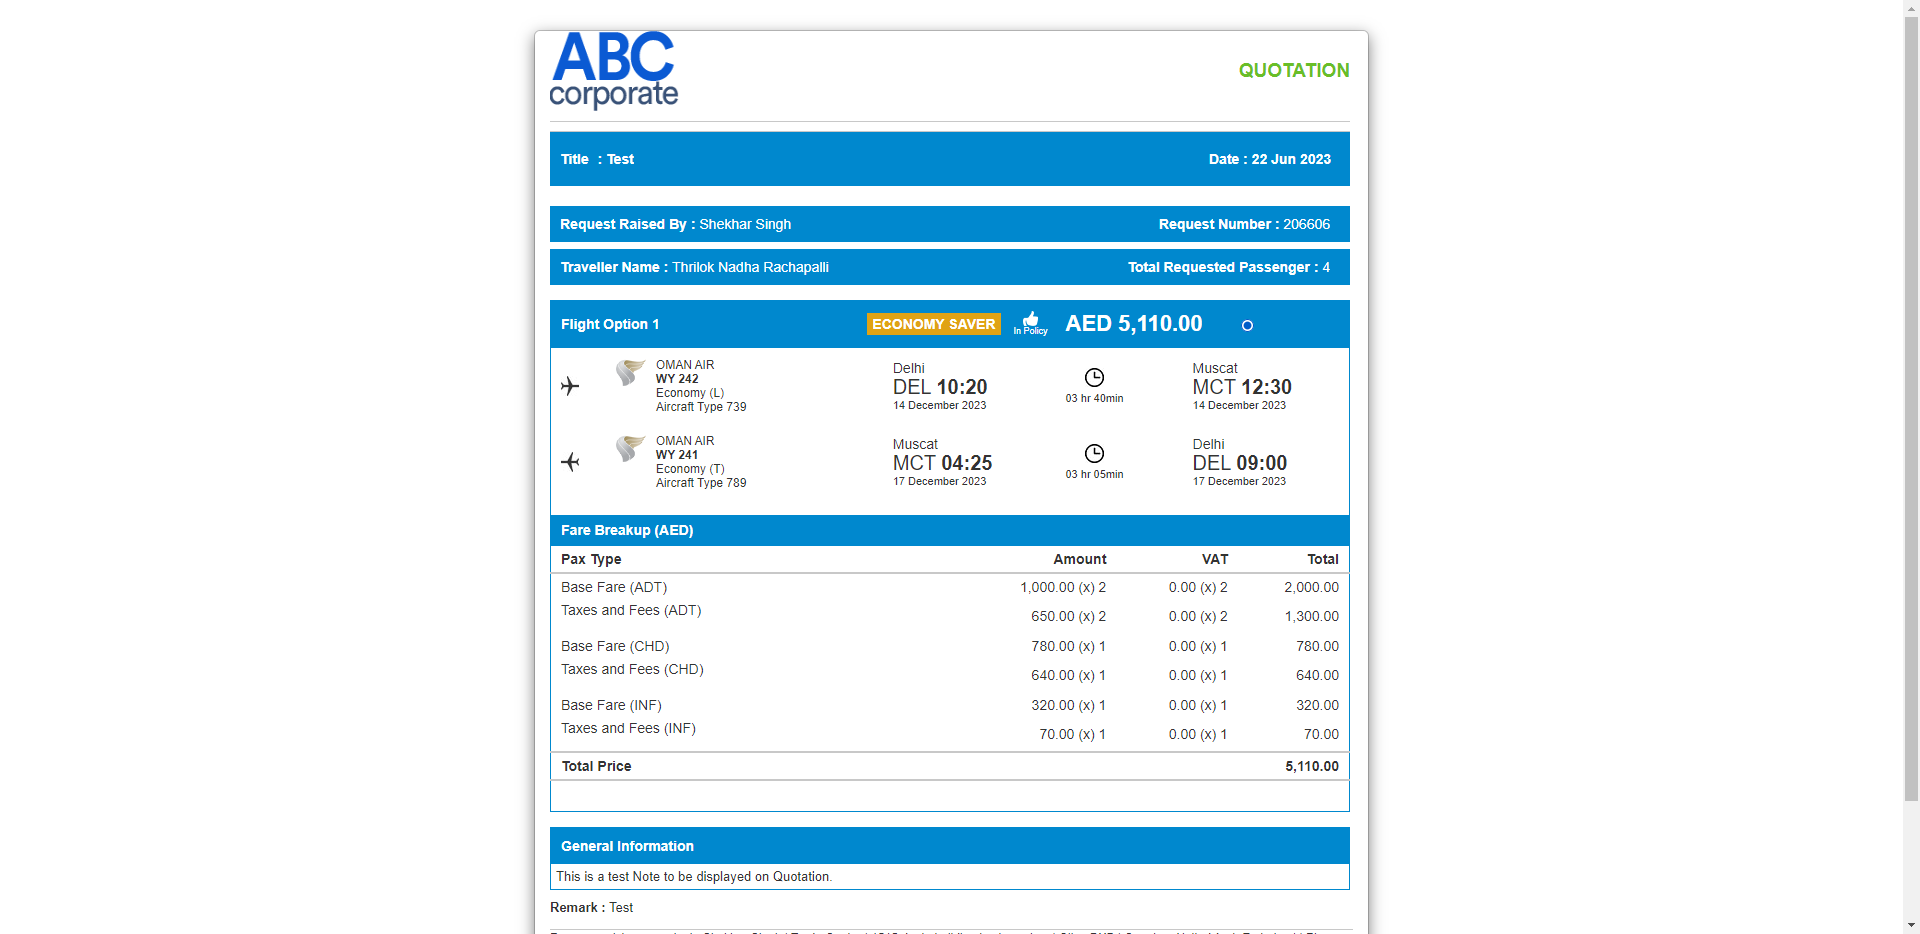 ABC
corporate
QUOTATION
Title : Test
Date : 22 Jun 2023
Request Raised By : Shekhar Singh
Request Number : 206606
Traveller Name : Thrilok Nadha Rachapalli
Total Requested Passenger : 4
Flight Option 1
ECONOMY SAVER
In Policy
AED 5,110.00
OMAN AIR
WY 242
Economy (L)
Aircraft Type 739
Delhi
DEL 10:20
14 December 2023
03 hr 40min
Muscat
MCT 12:30
14 December 2023
OMAN AIR
WY 241
Economy (T)
Aircraft Type 789
Muscat
MCT 04:25
17 December 2023
03 hr 05min
Delhi
DEL 09:00
17 December 2023
Fare Breakup (AED)
Pax Type Amount VAT Total
Base Fare (ADT) 1,000.00 (x) 2 0.00 (x) 2 2,000.00
Taxes and Fees (ADT) 650.00 (x) 2 0.00 (x) 2 1,300.00
Base Fare (CHD) 780.00 (x) 1 0.00 (x) 1 780.00
Taxes and Fees (CHD) 640.00 (x) 1 0.00 (x) 1 640.00
Base Fare (INF) 320.00 (x) 1 0.00 (x) 1 320.00
Taxes and Fees (INF) 70.00 (x) 1 0.00 (x) 1 70.00
Total Price 5,110.00
General Information
This is a test Note to be displayed on Quotation.
Remark : Test